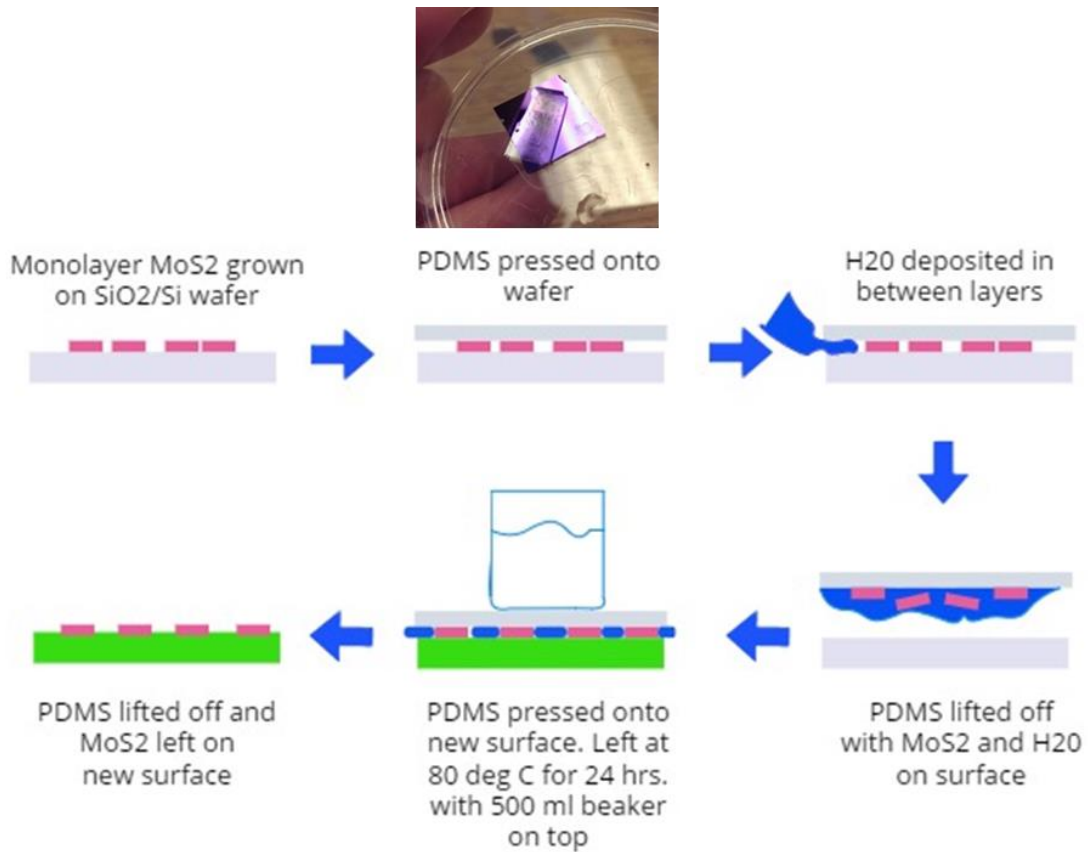 Monolayer MoS2 grown
on SiO2/Si wafer
PDMS pressed onto
wafer
H20 deposited in
between layers
PDMS lifted off
with MoS2 and H20
on surface
PDMS pressed onto
new surface. Left at
80 deg C for 24 hrs.
with 500 ml beaker
on top
PDMS lifted off and
MoS2 left on
new surface